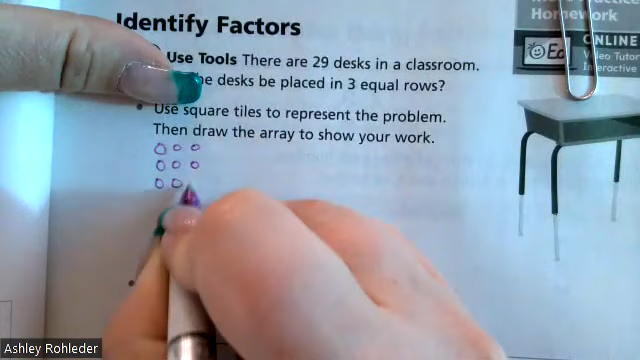 Homework
Identify Factors
ONLINE
Ed
Video Tutor
Interactive
Use Tools There are 29 desks in a classroom.
desks be placed in 3 equal rows?
• Use square tiles to represent the problem.
Then draw the array to show your work.
Ashley Rohleder